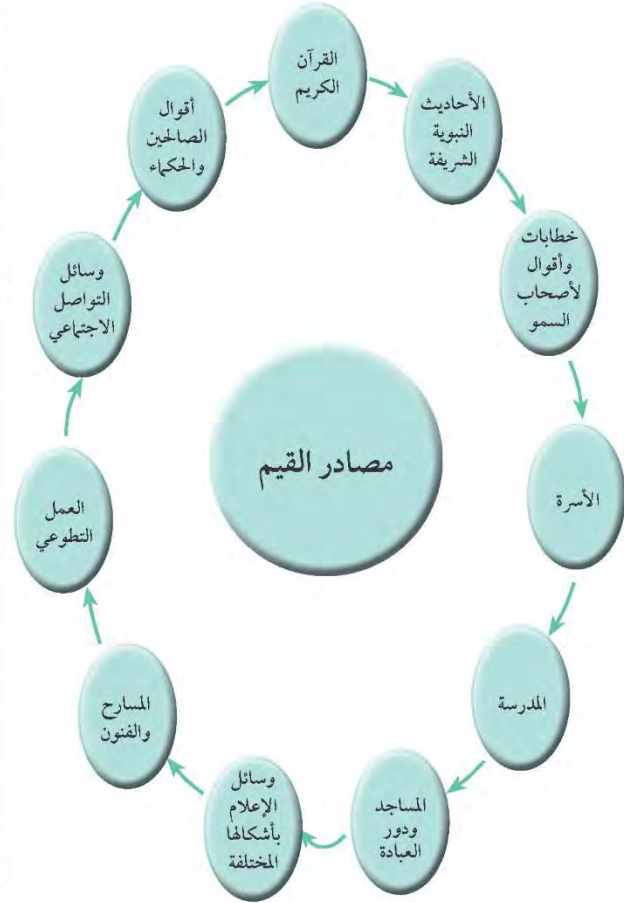 مصادر القيم
القرآن
الكريم
الأحاديث
النبوية
الشريفة
خطابات
وأقوال
لأصحاب
السمو
الأسرة
المدرسة
المساجد
ودور
العبادة
وسائل
الإعلام
بأشكالها
المختلفة
المسارح
والفنون
العمل
التطوعي
وسائل
التواصل
الاجتماعي
أقوال
الصالحين
والحكماء